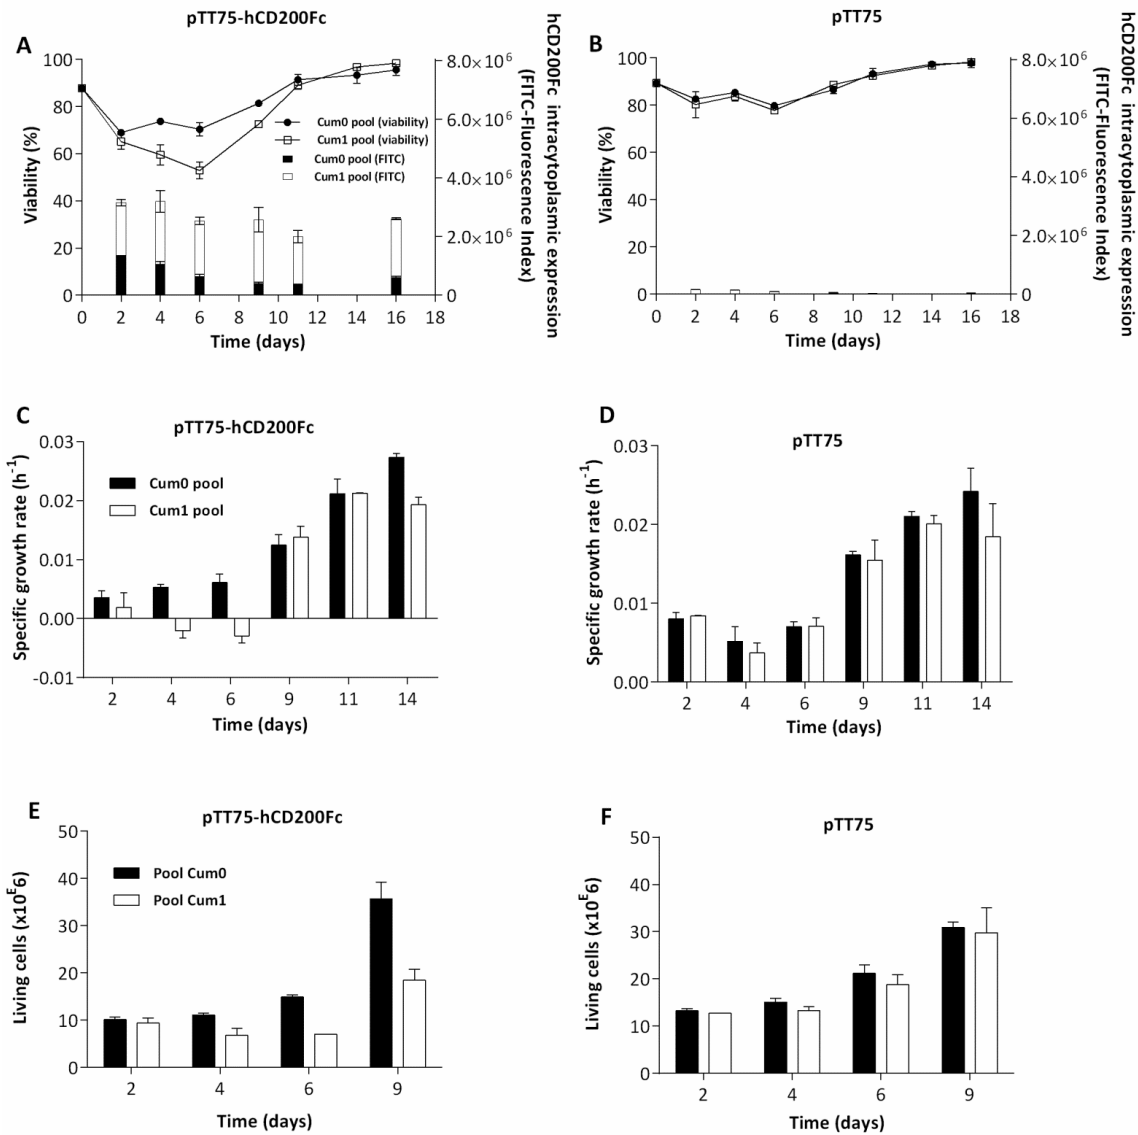 pTT75-hCD200Fc
A
100
80
60
40
20
0
Viability (%)
8.0×10⁶
6.0×10⁶
4.0×10⁶
2.0×10⁶
0
hCD200Fc intracytoplasmic expression
(FITC-Fluorescence Index)
Cum0 pool (viability)
Cum1 pool (viability)
Cum0 pool (FITC)
Cum1 pool (FITC)
0 2 4 6 8 10 12 14 16 18
Time (days)
pTT75
B
100
80
60
40
20
0
Viability (%)
8.0×10⁶
6.0×10⁶
4.0×10⁶
2.0×10⁶
0
hCD200Fc intracytoplasmic expression
(FITC-Fluorescence Index)
0 2 4 6 8 10 12 14 16 18
Time (days)
C
pTT75-hCD200Fc
0.03
0.02
0.01
0.00
-0.01
Specific growth rate (h⁻¹)
Cum0 pool
Cum1 pool
2 4 6 9 11 14
Time (days)
D
pTT75
0.03
0.02
0.01
0.00
Specific growth rate (h⁻¹)
2 4 6 9 11 14
Time (days)
E
pTT75-hCD200Fc
50
40
30
20
10
0
Living cells (x10ᴱ6)
Pool Cum0
Pool Cum1
2 4 6 9
Time (days)
F
pTT75
50
40
30
20
10
0
Living cells (x10ᴱ6)
2 4 6 9
Time (days)